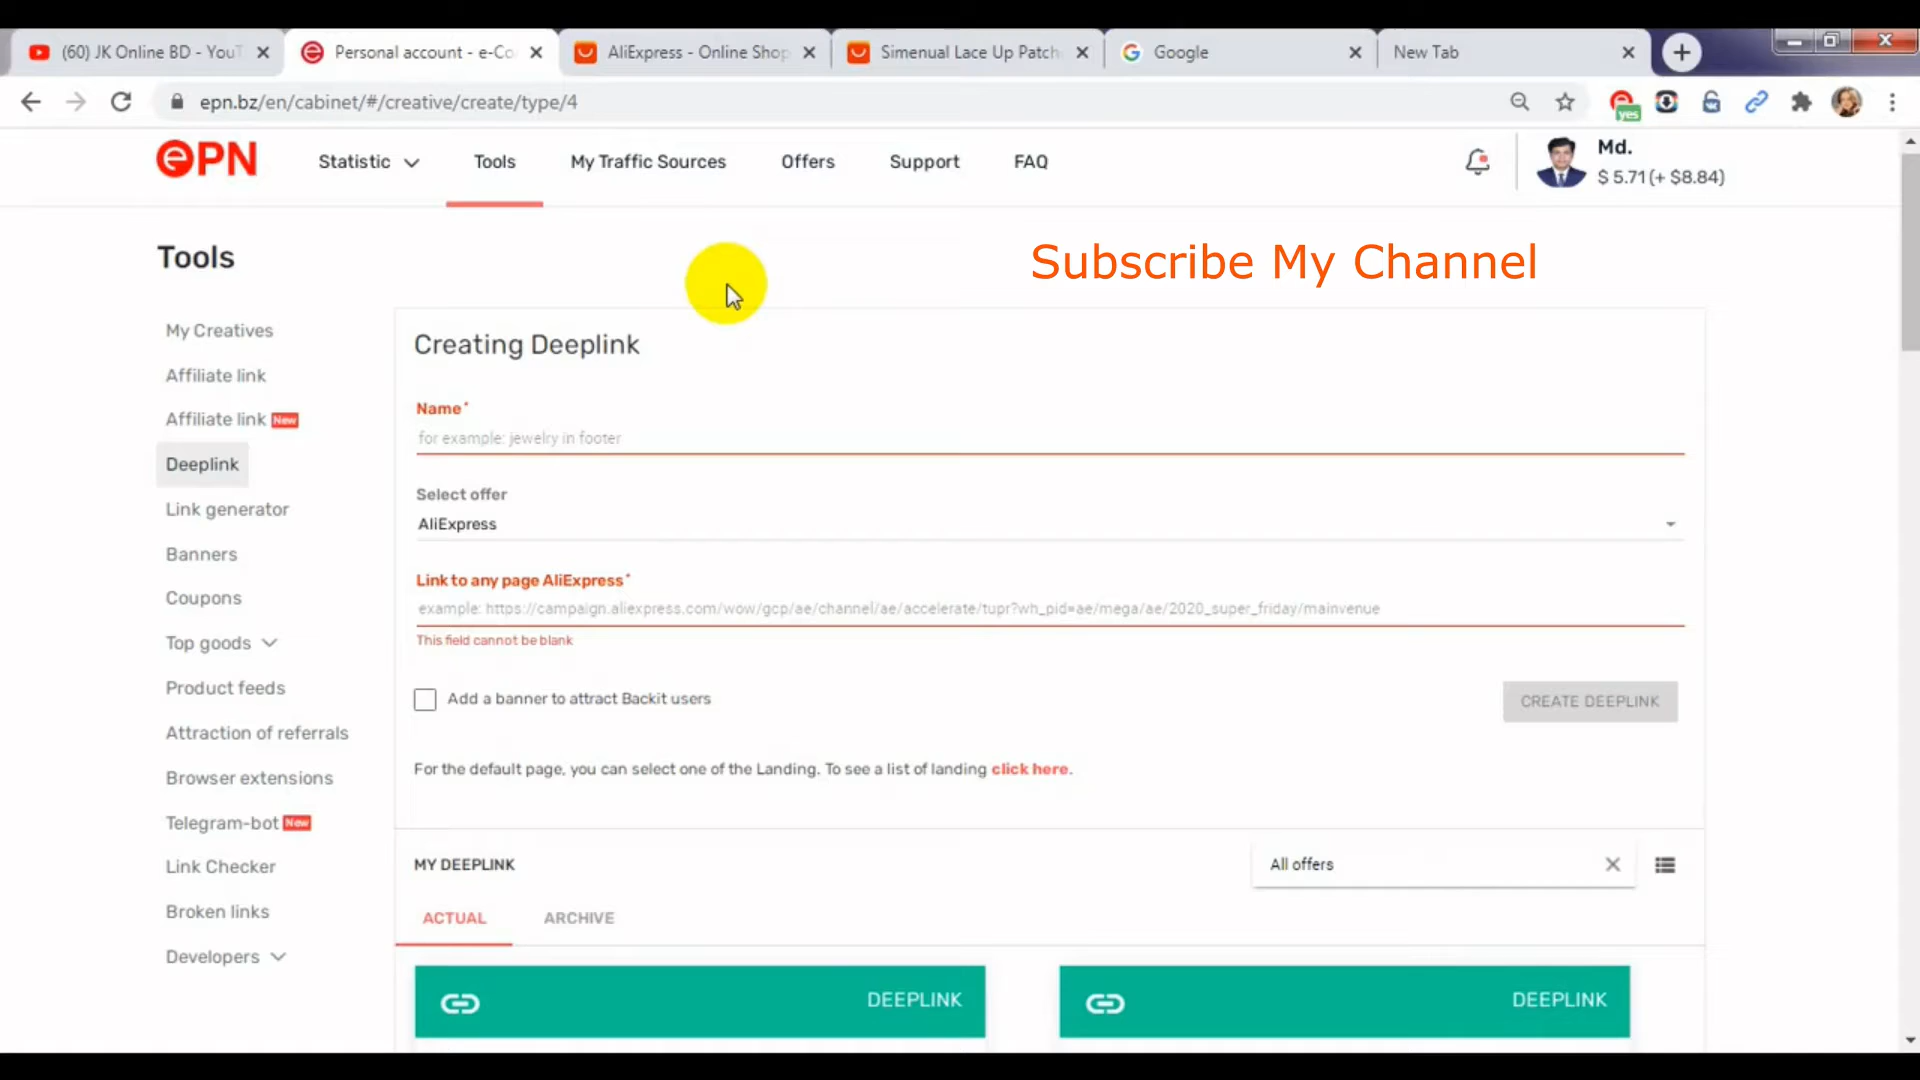 (60) JK Online BD - YouT
Personal account - e-Co
AliExpress - Online Shop
Simenual Lace Up Patch
Google
New Tab
epn.bz/en/cabinet/#/creative/create/type/4
yes
ePN
Statistic
Tools
My Traffic Sources
Offers
Support
FAQ
Md.
$ 5.71 (+ $8.84)
Tools
Subscribe My Channel
My Creatives
Affiliate link
Affiliate link New
Deeplink
Link generator
Banners
Coupons
Top goods
Product feeds
Attraction of referrals
Browser extensions
Telegram-bot New
Link Checker
Broken links
Developers
Creating Deeplink
Name*
for example: jewelry in footer
Select offer
AliExpress
Link to any page AliExpress*
example: https://campaign.aliexpress.com/wow/gcp/ae/channel/ae/accelerate/tupr?wh_pid=ae/mega/ae/2020_super_friday/mainvenue
This field cannot be blank
Add a banner to attract Backit users
CREATE DEEPLINK
For the default page, you can select one of the Landing. To see a list of landing click here.
MY DEEPLINK
All offers
ACTUAL
ARCHIVE
DEEPLINK
DEEPLINK